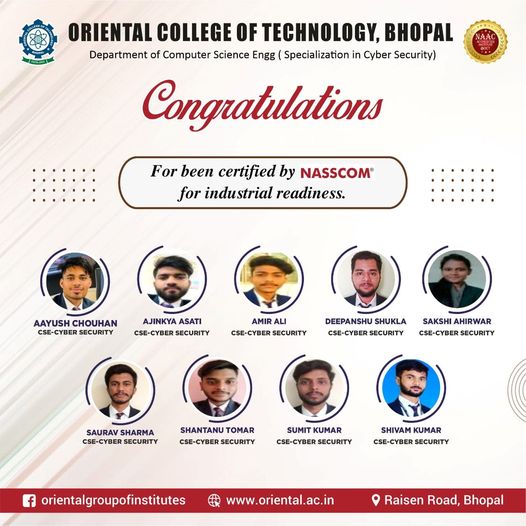 ORIENTAL COLLEGE OF TECHNOLOGY, BHOPAL
Department of Computer Science Engg ( Specialization in Cyber Security)
NAAC
Congratulations
For been certified by NASSCOM®
for industrial readiness.
AAYUSH CHOUHAN
CSE-CYBER SECURITY
AJINKYA ASATI
CSE-CYBER SECURITY
AMIR ALI
CSE-CYBER SECURITY
DEEPANSHU SHUKLA
CSE-CYBER SECURITY
SAKSHI AHIRWAR
CSE-CYBER SECURITY
SAURAV SHARMA
CSE-CYBER SECURITY
SHANTANU TOMAR
CSE-CYBER SECURITY
SUMIT KUMAR
CSE-CYBER SECURITY
SHIVAM KUMAR
CSE-CYBER SECURITY
orientalgroupofinstitutes
www.oriental.ac.in
Raisen Road, Bhopal